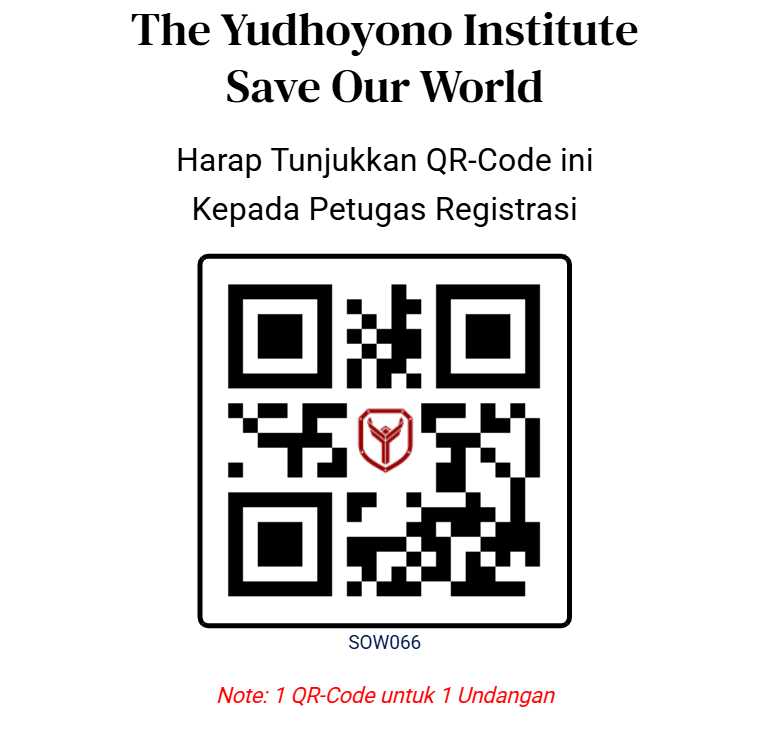 The Yudhoyono Institute
Save Our World
Harap Tunjukkan QR-Code ini
Kepada Petugas Registrasi
SOW066
Note: 1 QR-Code untuk 1 Undangan